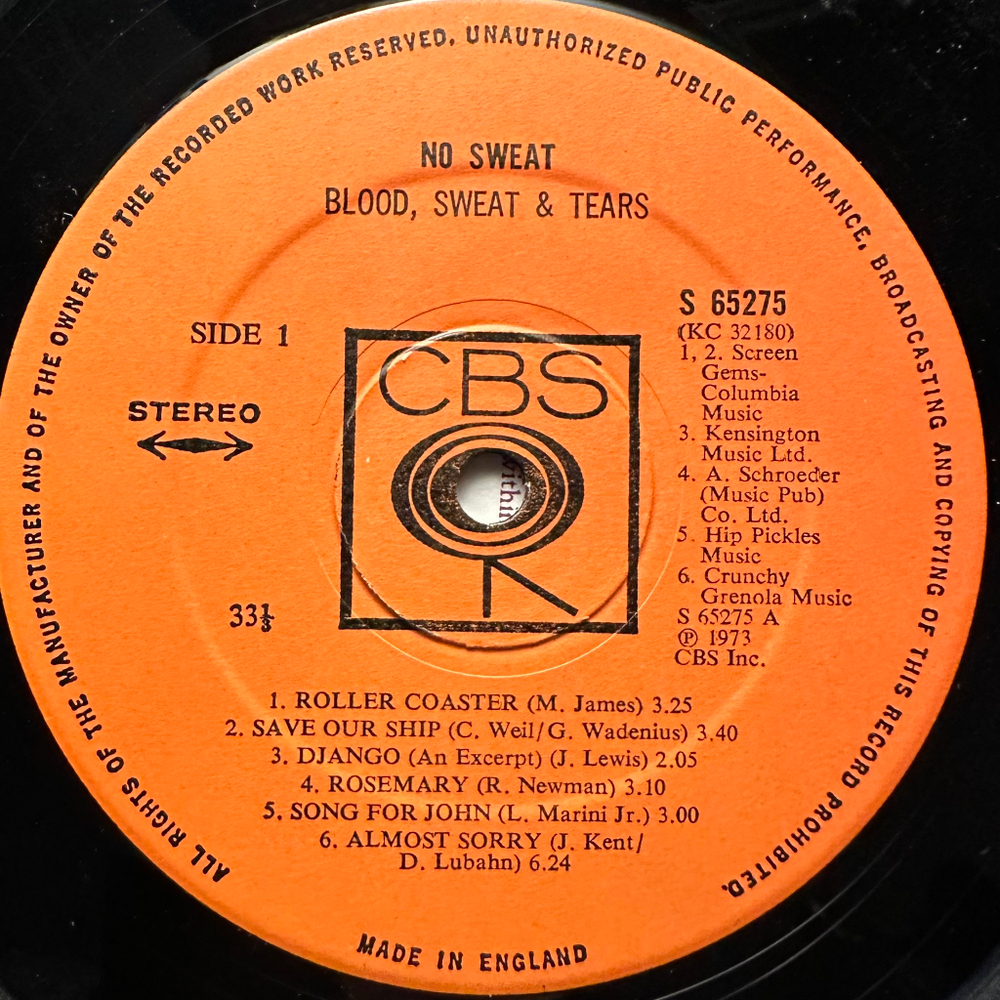 ALL RIGHTS OF THE MANUFACTURER AND OF THE OWNER OF THE RECORDED WORK RESERVED. UNAUTHORIZED PUBLIC PERFORMANCE, BROADCASTING AND COPYING OF THIS RECORD PROHIBITED.
NO SWEAT
BLOOD, SWEAT & TEARS
SIDE 1
STEREO
33⅓
CBS
S 65275
(KC 32180)
1, 2. Screen
Gems-
Columbia
Music
3. Kensington
Music Ltd.
4. A. Schroeder
(Music Pub)
Co. Ltd.
5. Hip Pickles
Music
6. Crunchy
Grenola Music
S 65275 A
Ⓟ 1973
CBS Inc.
1. ROLLER COASTER (M. James) 3.25
2. SAVE OUR SHIP (C. Weil/G. Wadenius) 3.40
3. DJANGO (An Excerpt) (J. Lewis) 2.05
4. ROSEMARY (R. Newman) 3.10
5. SONG FOR JOHN (L. Marini Jr.) 3.00
6. ALMOST SORRY (J. Kent/
D. Lubahn) 6.24
MADE IN ENGLAND